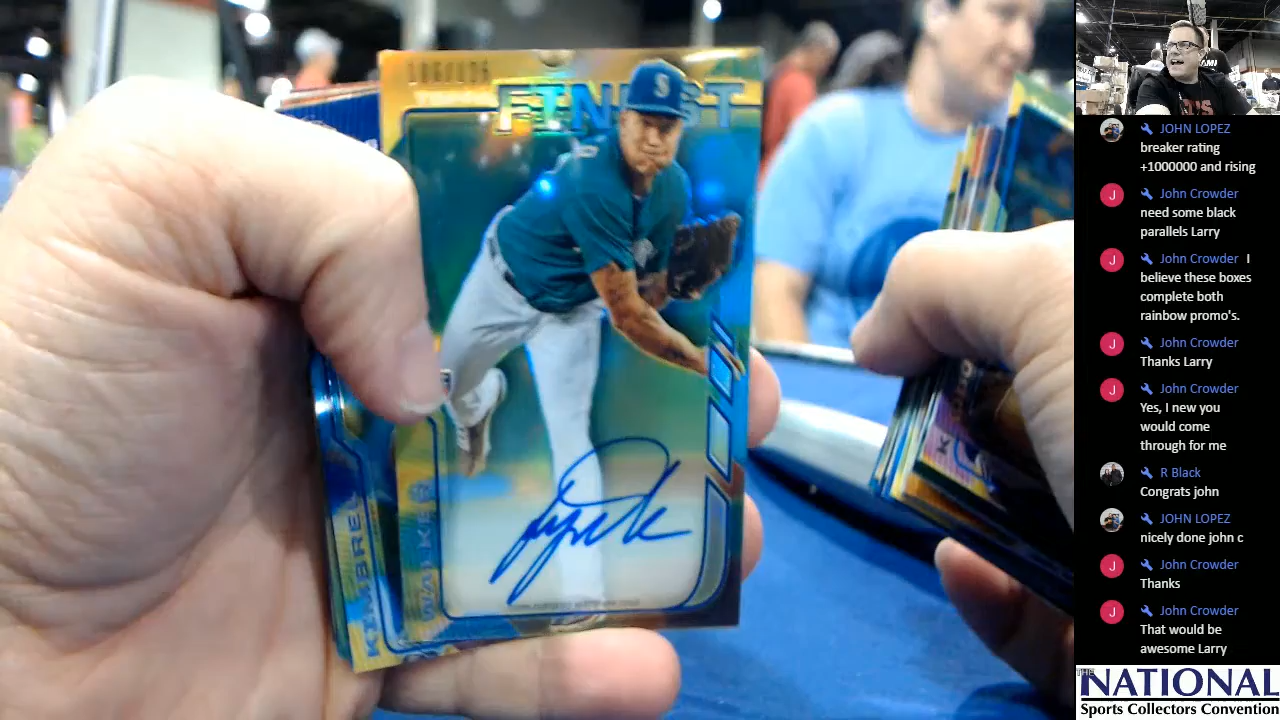 FINEST
S
WALKER
KIMBREL
JOHN LOPEZ
breaker rating
+1000000 and rising
John Crowder
need some black
parallels Larry
John Crowder I
believe these boxes
complete both
rainbow promo's.
John Crowder
Thanks Larry
John Crowder
Yes, I new you
would come
through for me
R Black
Congrats john
JOHN LOPEZ
nicely done john c
John Crowder
Thanks
John Crowder
That would be
awesome Larry
J
J
J
J
J
J
THE
NATIONAL
Sports Collectors Convention